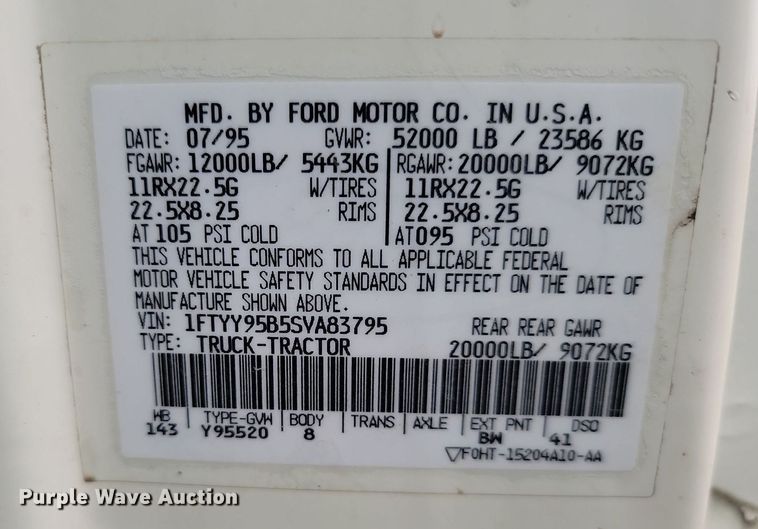 MFD. BY FORD MOTOR CO. IN U.S.A.
DATE: 07/95 GVWR: 52000 LB / 23586 KG
FGAWR: 12000LB/ 5443KG RGAWR: 20000LB/ 9072KG
11RX22.5G W/TIRES 11RX22.5G W/TIRES
22.5X8.25 RIMS 22.5X8.25 RIMS
AT 105 PSI COLD AT 095 PSI COLD
THIS VEHICLE CONFORMS TO ALL APPLICABLE FEDERAL
MOTOR VEHICLE SAFETY STANDARDS IN EFFECT ON THE DATE OF
MANUFACTURE SHOWN ABOVE.
VIN: 1FTYY95B5SVA83795 REAR REAR GAWR
TYPE: TRUCK-TRACTOR 20000LB/ 9072KG
WB TYPE-GVW BODY TRANS AXLE EXT PNT DSO
143 Y95520 8 BW 41
▽F0HT-15204A10-AA
Purple Wave Auction